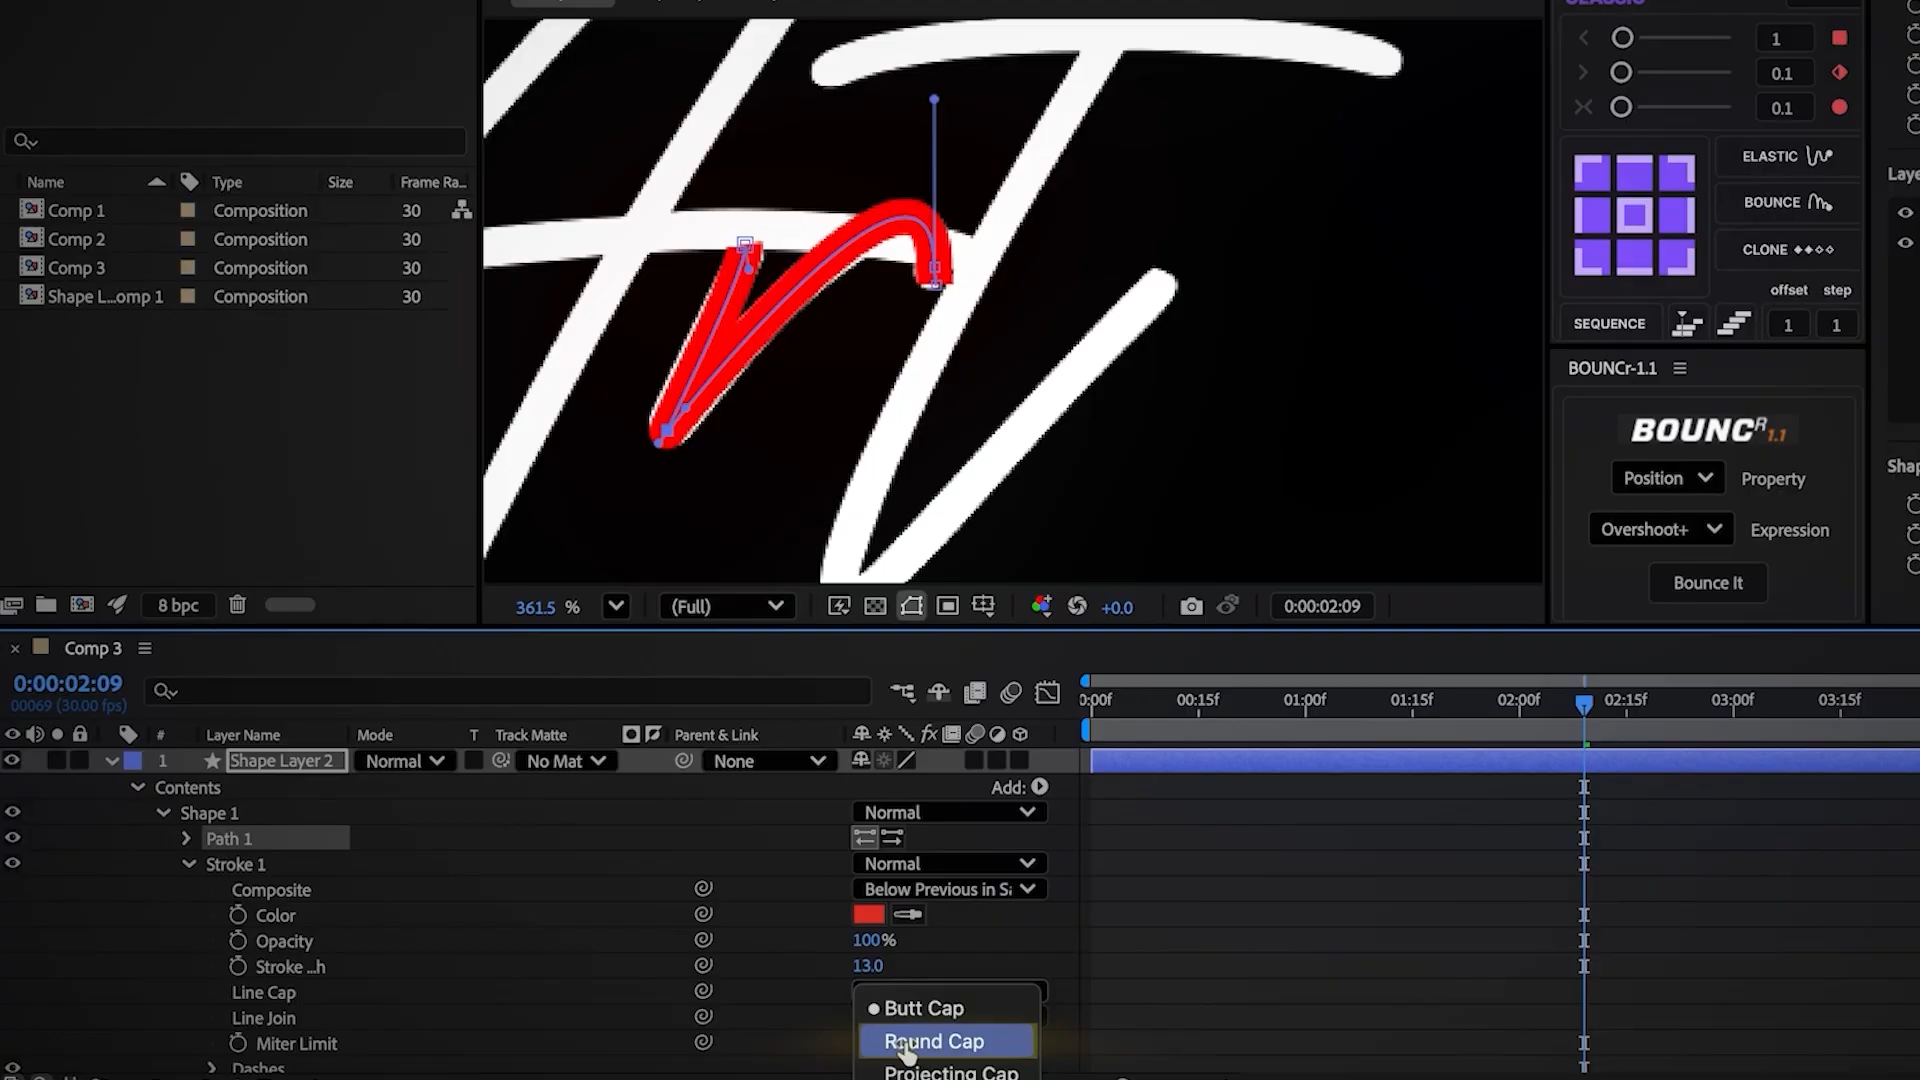 CLASSIC
1
0.1
0.1
ELASTIC
BOUNCE
CLONE
offset step
SEQUENCE 1 1
Name Type Size Frame Ra...
Comp 1 Composition 30
Comp 2 Composition 30
Comp 3 Composition 30
Shape L...omp 1 Composition 30
BOUNCr-1.1
BOUNCR 1.1
Position Property
Overshoot+ Expression
Bounce It
Laye
Shap
8 bpc
361.5 % (Full) +0.0 0:00:02:09
× Comp 3
0:00:02:09
00069 (30.00 fps)
0:00f 00:15f 01:00f 01:15f 02:00f 02:15f 03:00f 03:15f
# Layer Name Mode T Track Matte Parent & Link fx
1 Shape Layer 2 Normal No Mat None
Contents Add:
Shape 1 Normal
Path 1
Stroke 1 Normal
Composite Below Previous in Sa
Color
Opacity 100%
Stroke ...h 13.0
Line Cap
Butt Cap
Line Join
Round Cap
Miter Limit
Dashes
Projecting Cap